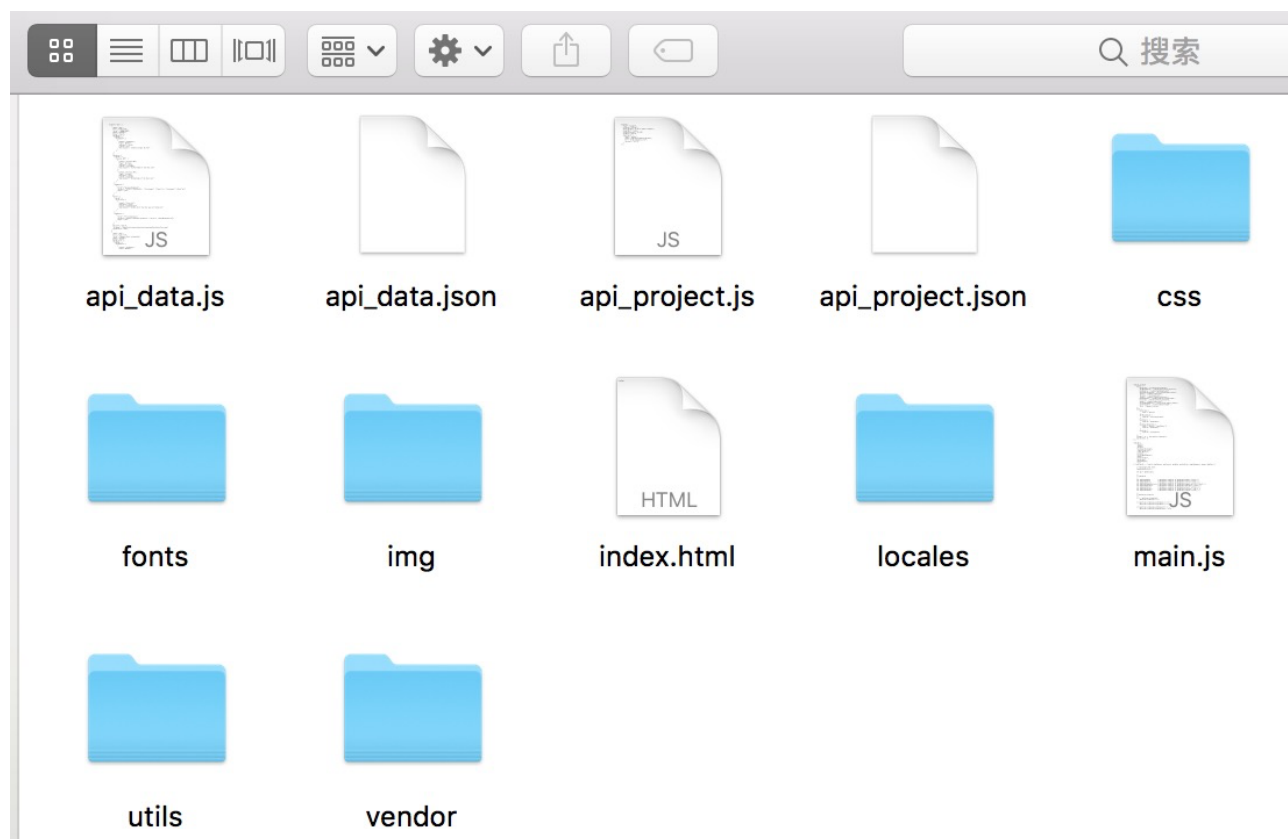 搜索
JS
JS
api_data.js api_data.json api_project.js api_project.json css
HTML
JS
fonts img index.html locales main.js
utils vendor